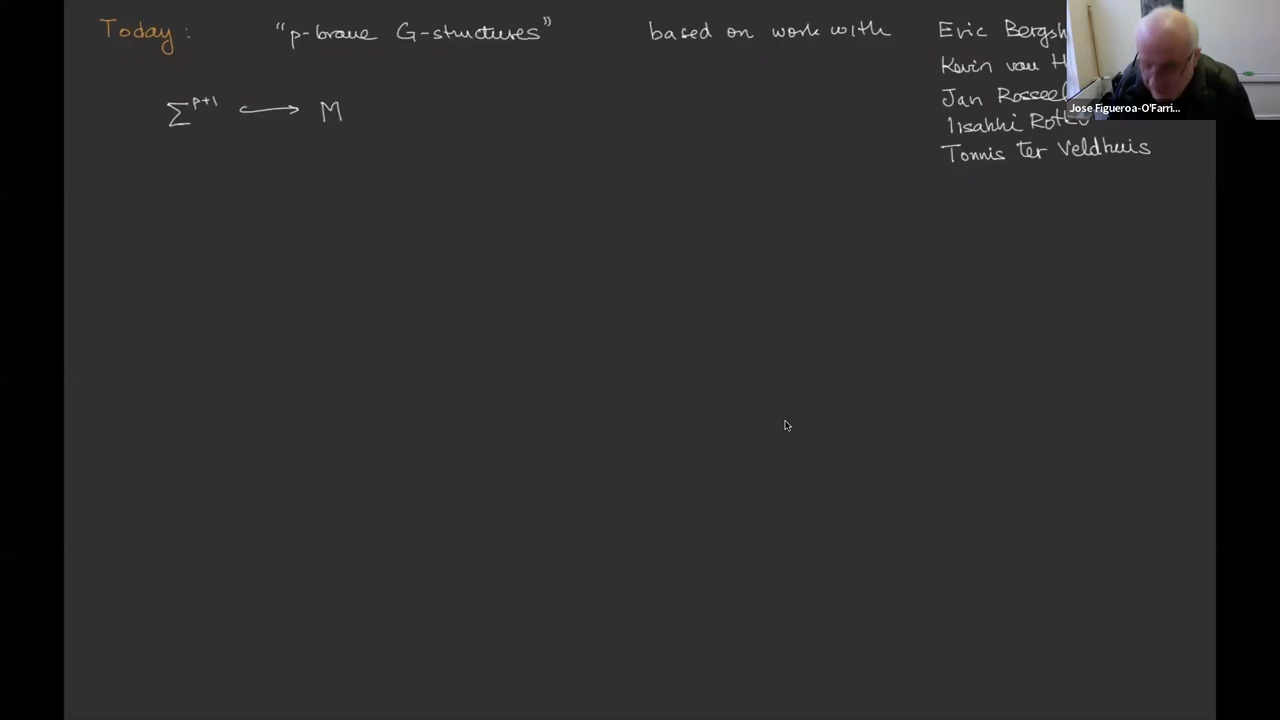 Today: "p-brane G-structures" based on work with Eric Bergsh
Kevin van H
Jan Rosseel
Jose Figueroa-O'Farri...
Σ^{p+1} ↪ M
Iisakki Rotko
Tonnis ter Veldhuis